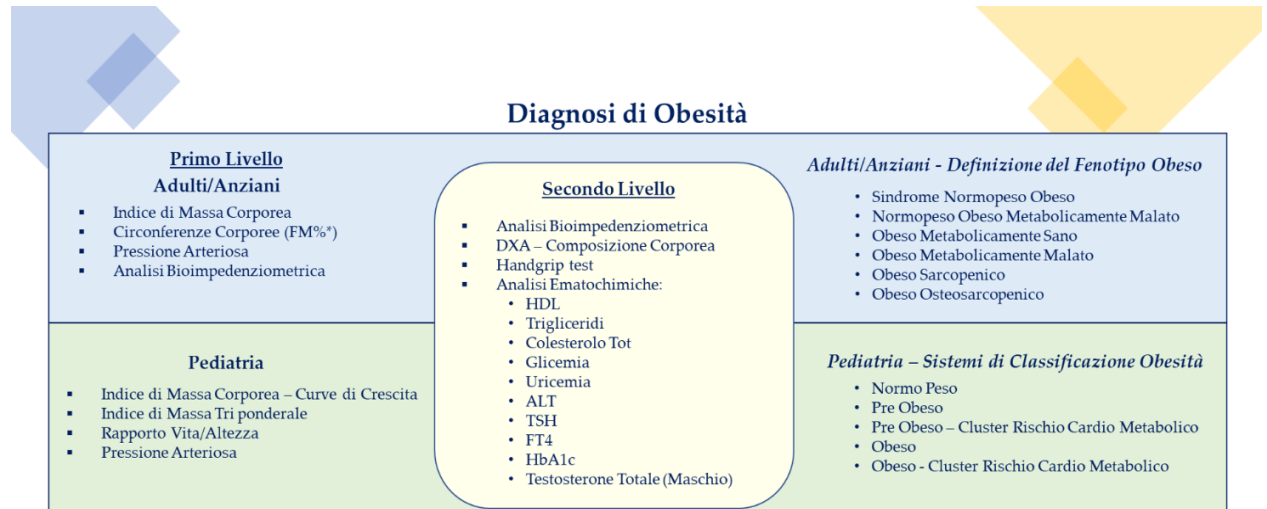 Diagnosi di Obesità
Primo Livello
Adulti/Anziani
▪ Indice di Massa Corporea
▪ Circonferenze Corporee (FM%*)
▪ Pressione Arteriosa
▪ Analisi Bioimpedenziometrica
Pediatria
▪ Indice di Massa Corporea – Curve di Crescita
▪ Indice di Massa Tri ponderale
▪ Rapporto Vita/Altezza
▪ Pressione Arteriosa
Secondo Livello
▪ Analisi Bioimpedenziometrica
▪ DXA – Composizione Corporea
▪ Handgrip test
▪ Analisi Ematochimiche:
• HDL
• Trigliceridi
• Colesterolo Tot
• Glicemia
• Uricemia
• ALT
• TSH
• FT4
• HbA1c
• Testosterone Totale (Maschio)
Adulti/Anziani - Definizione del Fenotipo Obeso
• Sindrome Normopeso Obeso
• Normopeso Obeso Metabolicamente Malato
• Obeso Metabolicamente Sano
• Obeso Metabolicamente Malato
• Obeso Sarcopenico
• Obeso Osteosarcopenico
Pediatria – Sistemi di Classificazione Obesità
• Normo Peso
• Pre Obeso
• Pre Obeso – Cluster Rischio Cardio Metabolico
• Obeso
• Obeso - Cluster Rischio Cardio Metabolico